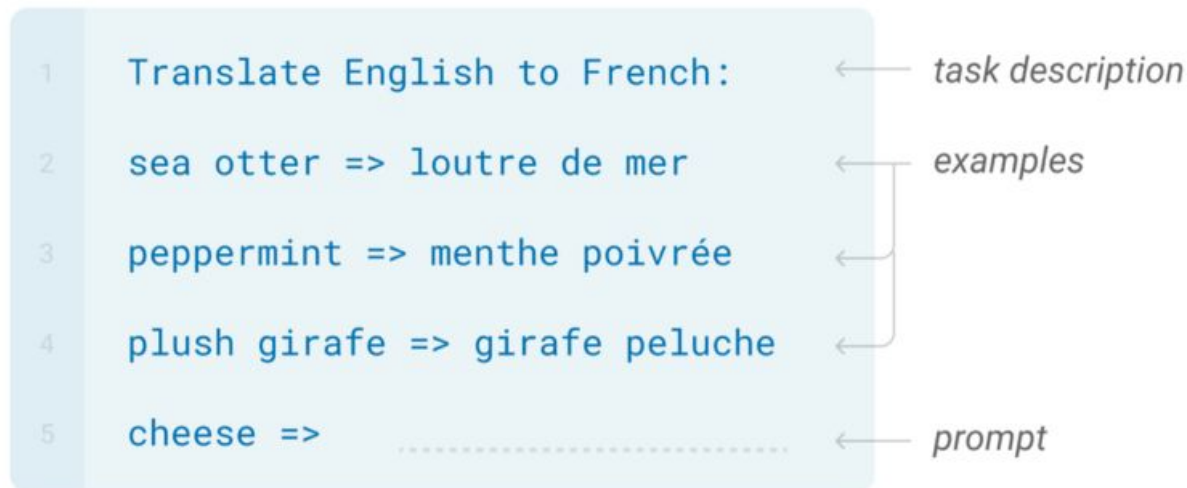 1 Translate English to French: task description
2 sea otter => loutre de mer examples
3 peppermint => menthe poivrée
4 plush girafe => girafe peluche
5 cheese => prompt